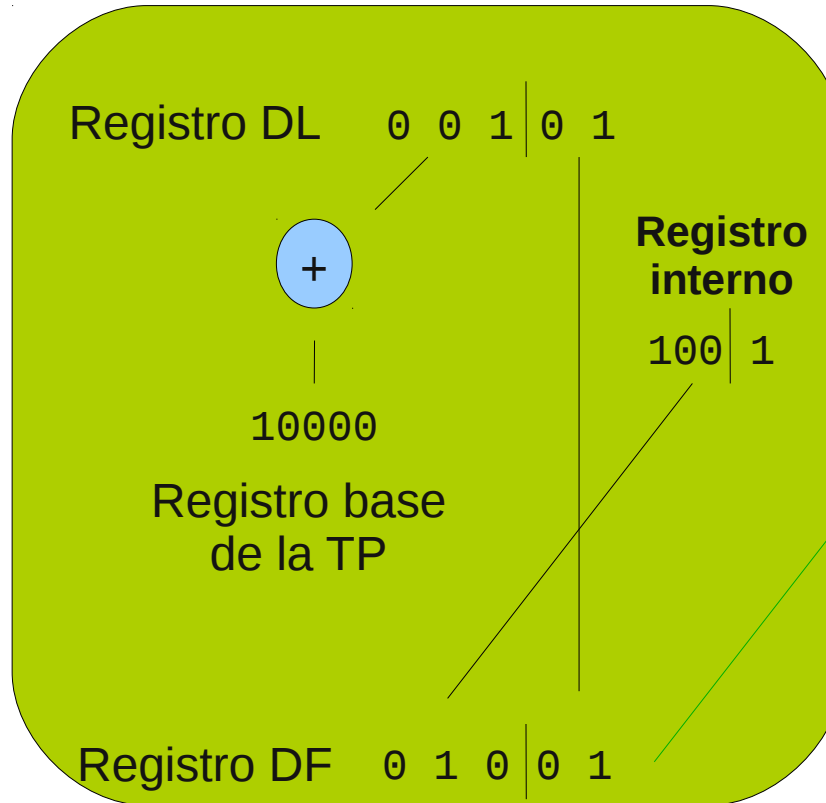 Registro DL 0 0 1 0 1
+
Registro
interno
100 1
10000
Registro base
de la TP
Registro DF 0 1 0 0 1